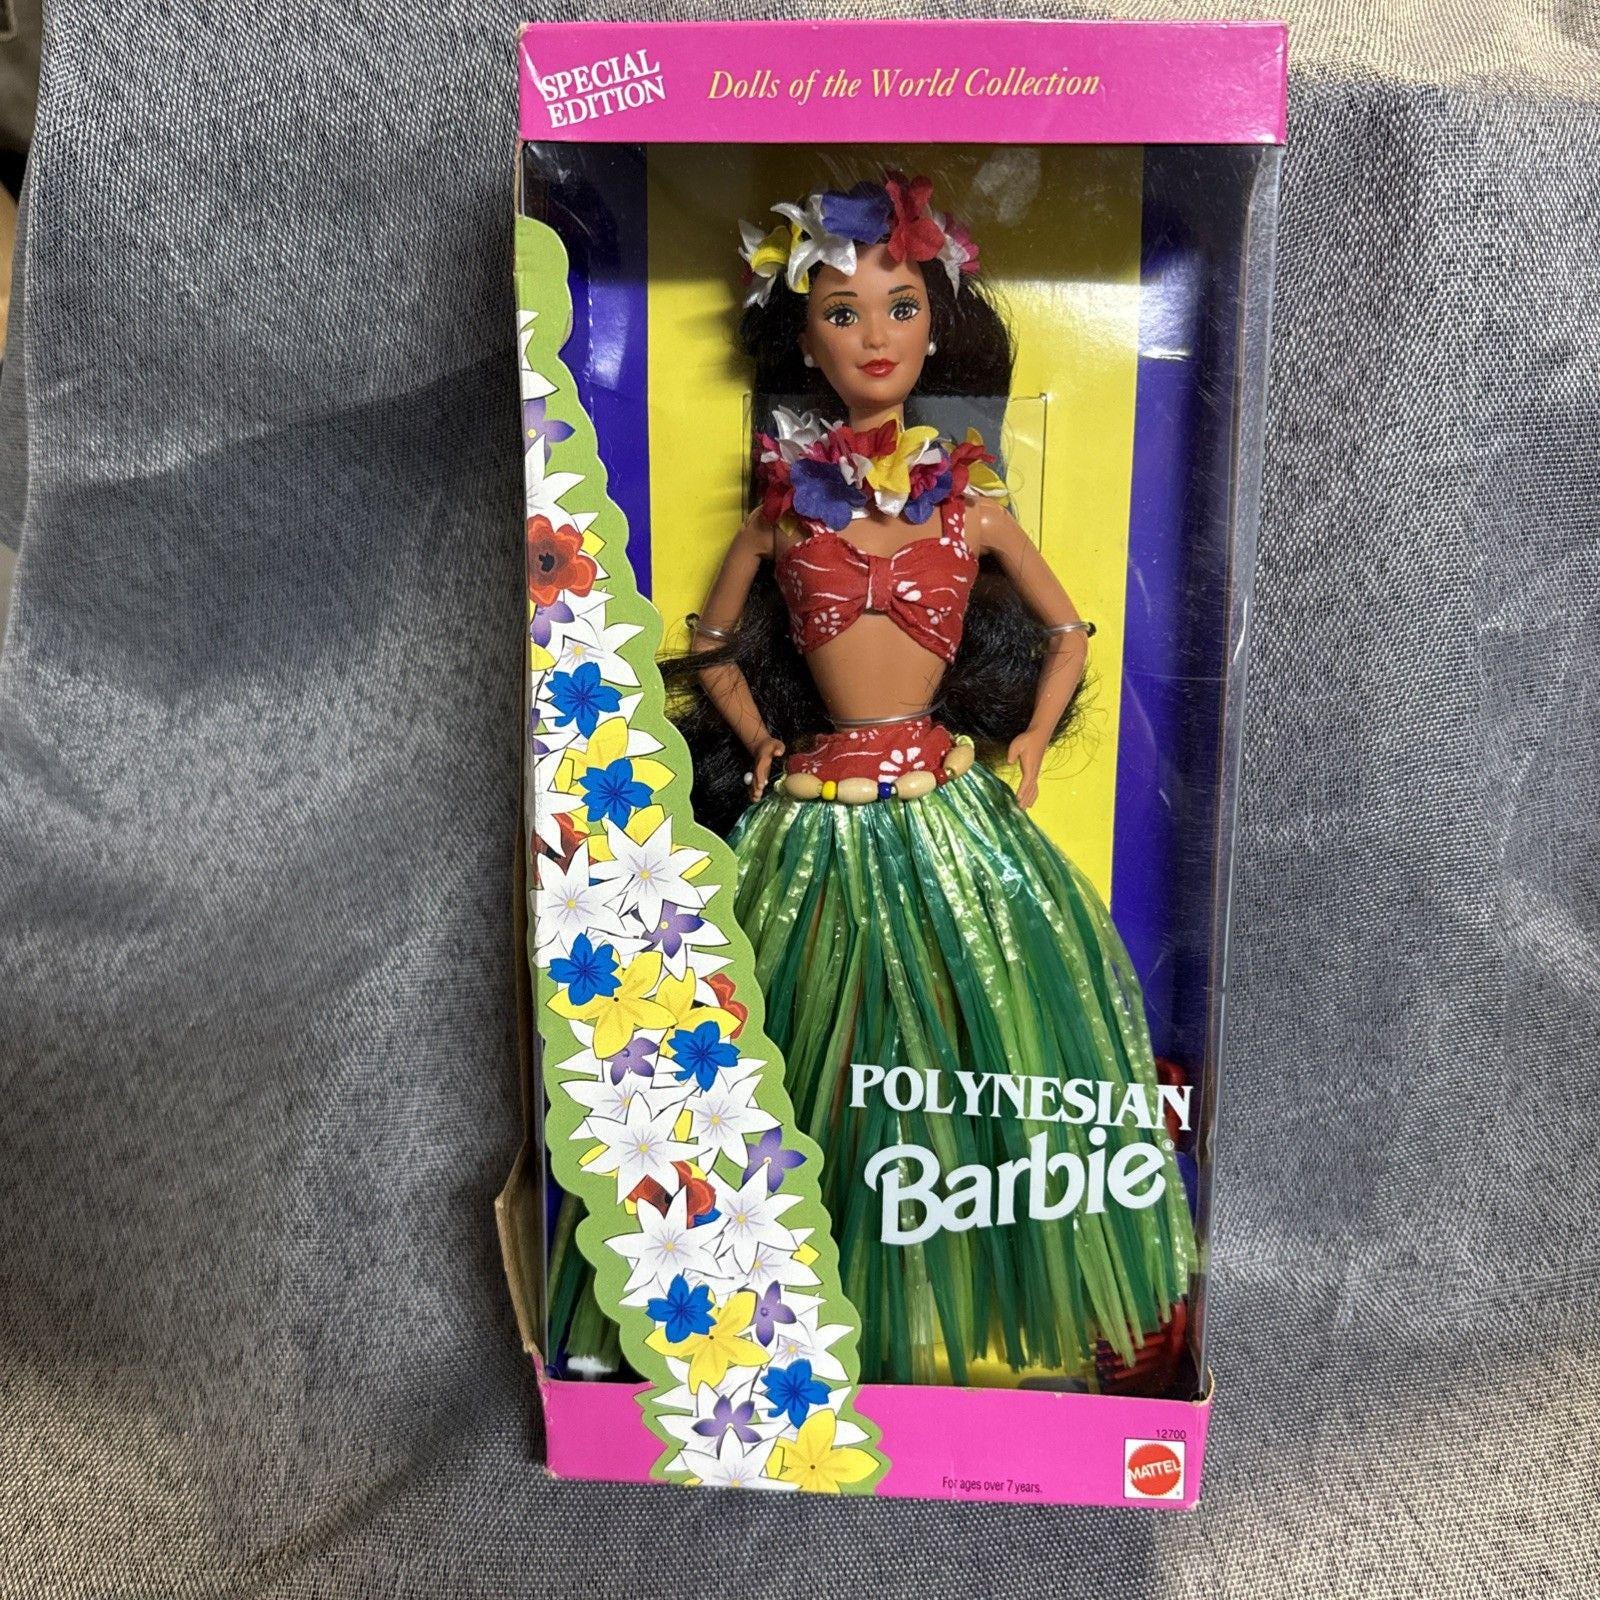 SPECIAL
EDITION
Dolls of the World Collection
POLYNESIAN
Barbie®
12700
MATTEL
For ages over 7 years.